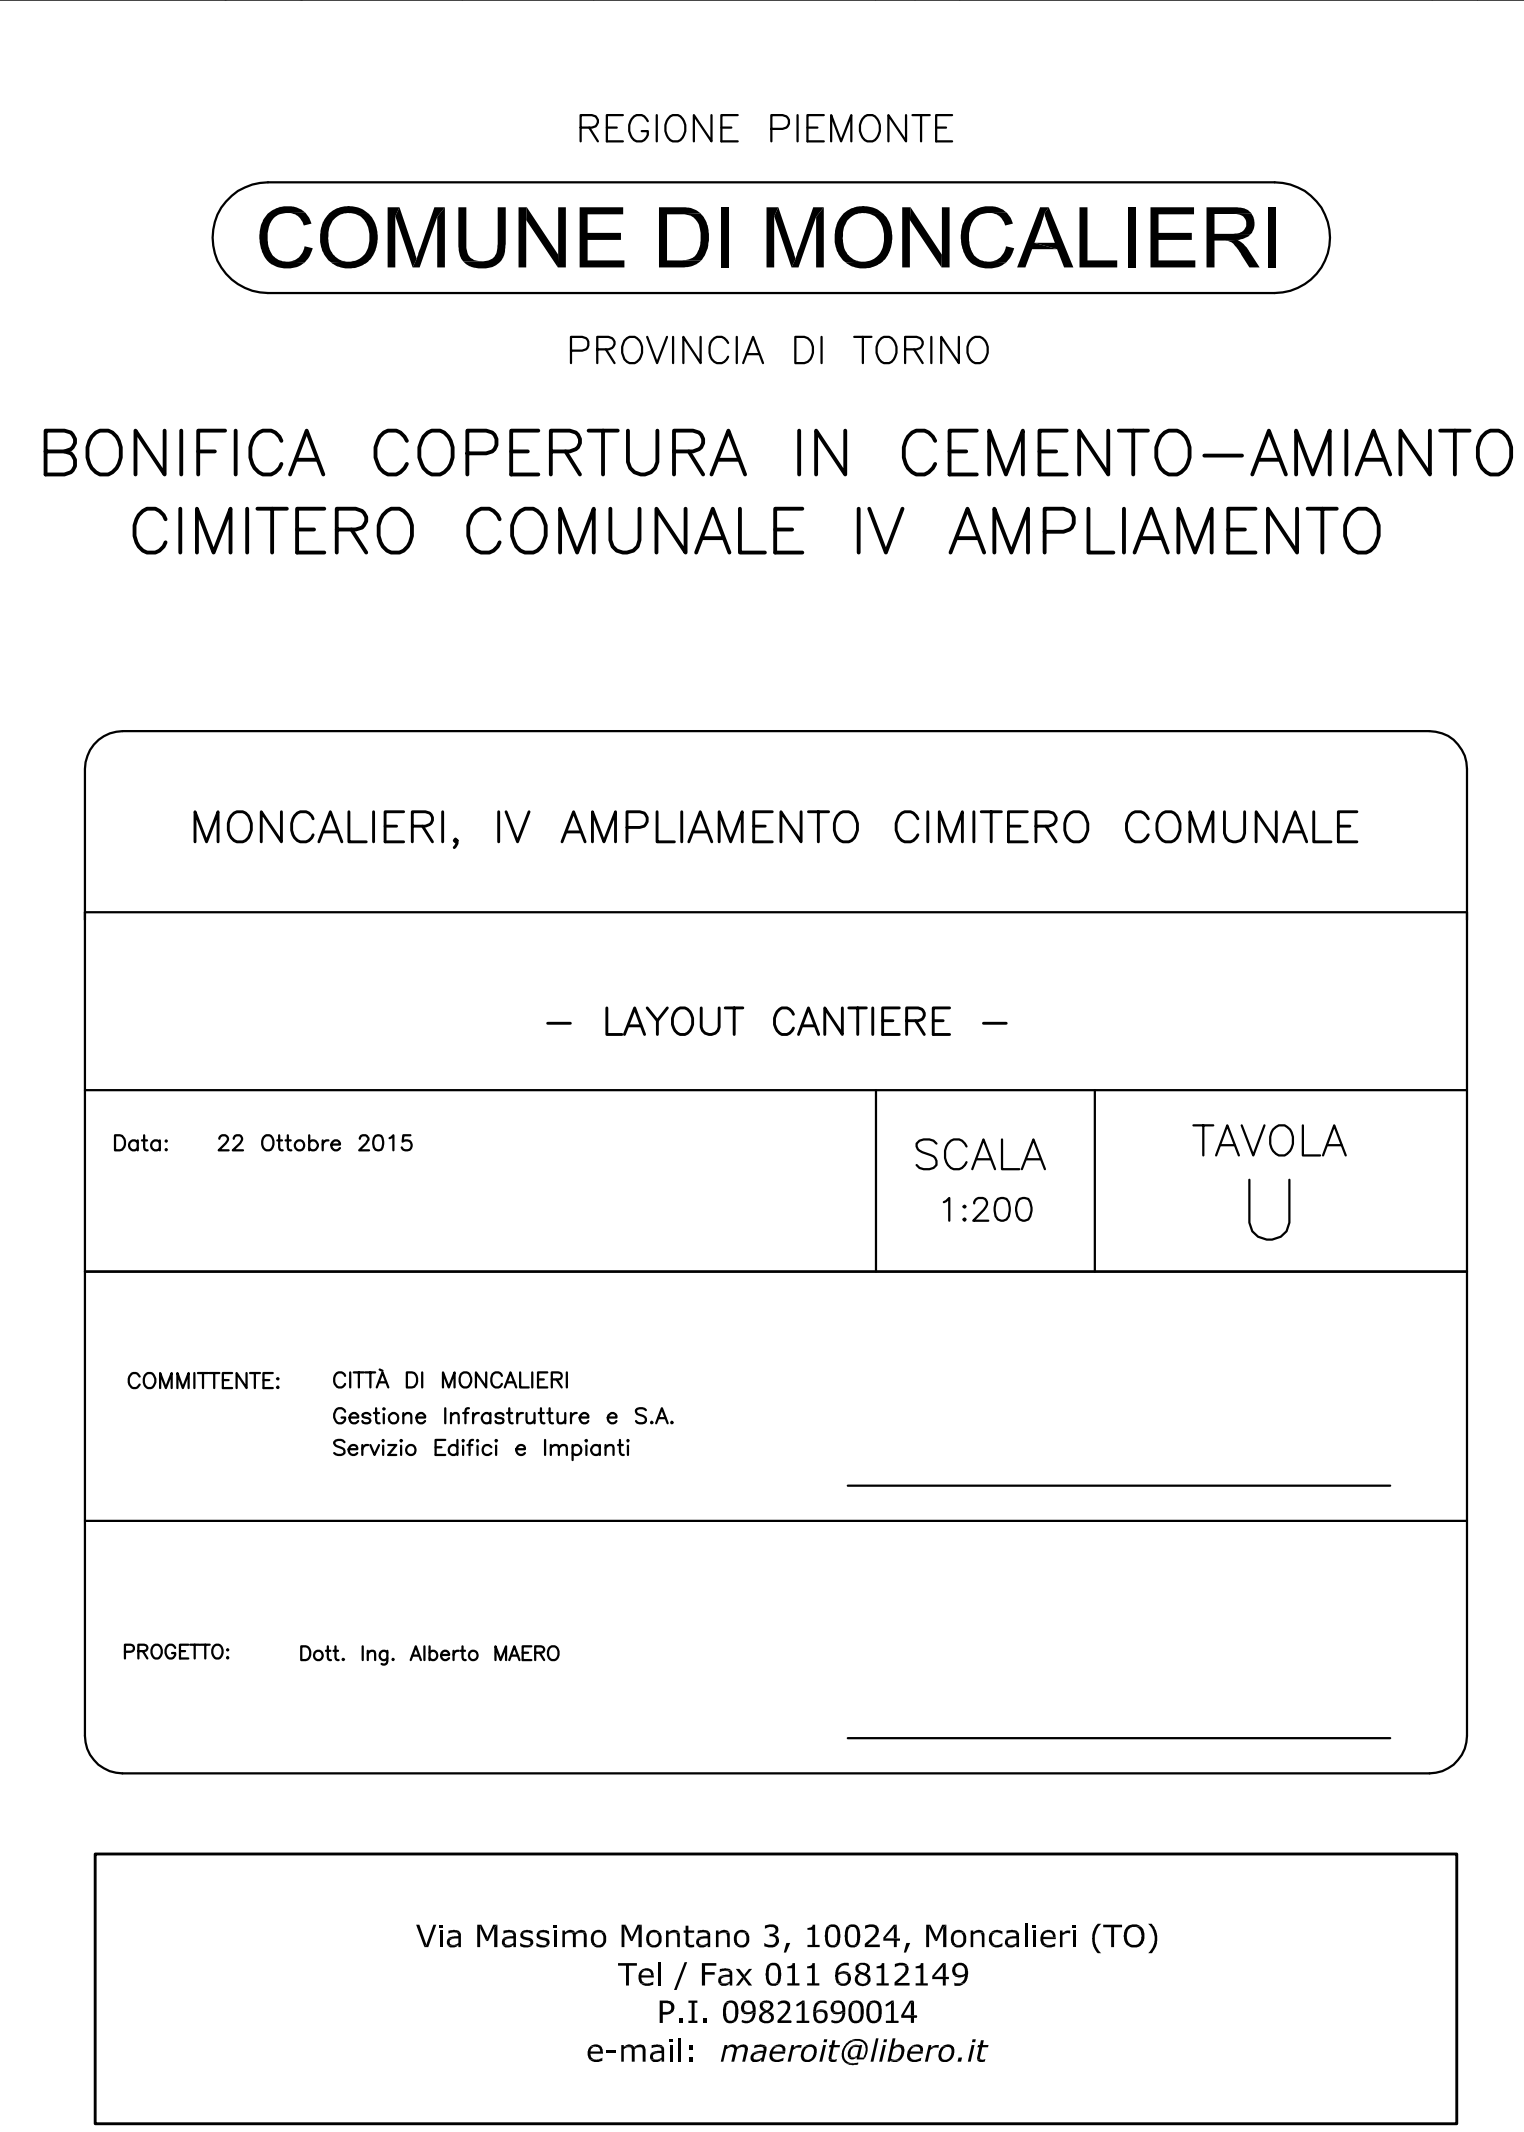 REGIONE PIEMONTE
COMUNE DI MONCALIERI
PROVINCIA DI TORINO
BONIFICA COPERTURA IN CEMENTO-AMIANTO
CIMITERO COMUNALE IV AMPLIAMENTO
MONCALIERI, IV AMPLIAMENTO CIMITERO COMUNALE
- LAYOUT CANTIERE -
Data: 22 Ottobre 2015
SCALA
1:200
TAVOLA
U
COMMITTENTE: CITTÀ DI MONCALIERI
Gestione Infrastrutture e S.A.
Servizio Edifici e Impianti
PROGETTO: Dott. Ing. Alberto MAERO
Via Massimo Montano 3, 10024, Moncalieri (TO)
Tel / Fax 011 6812149
P.I. 09821690014
e-mail: maeroit@libero.it